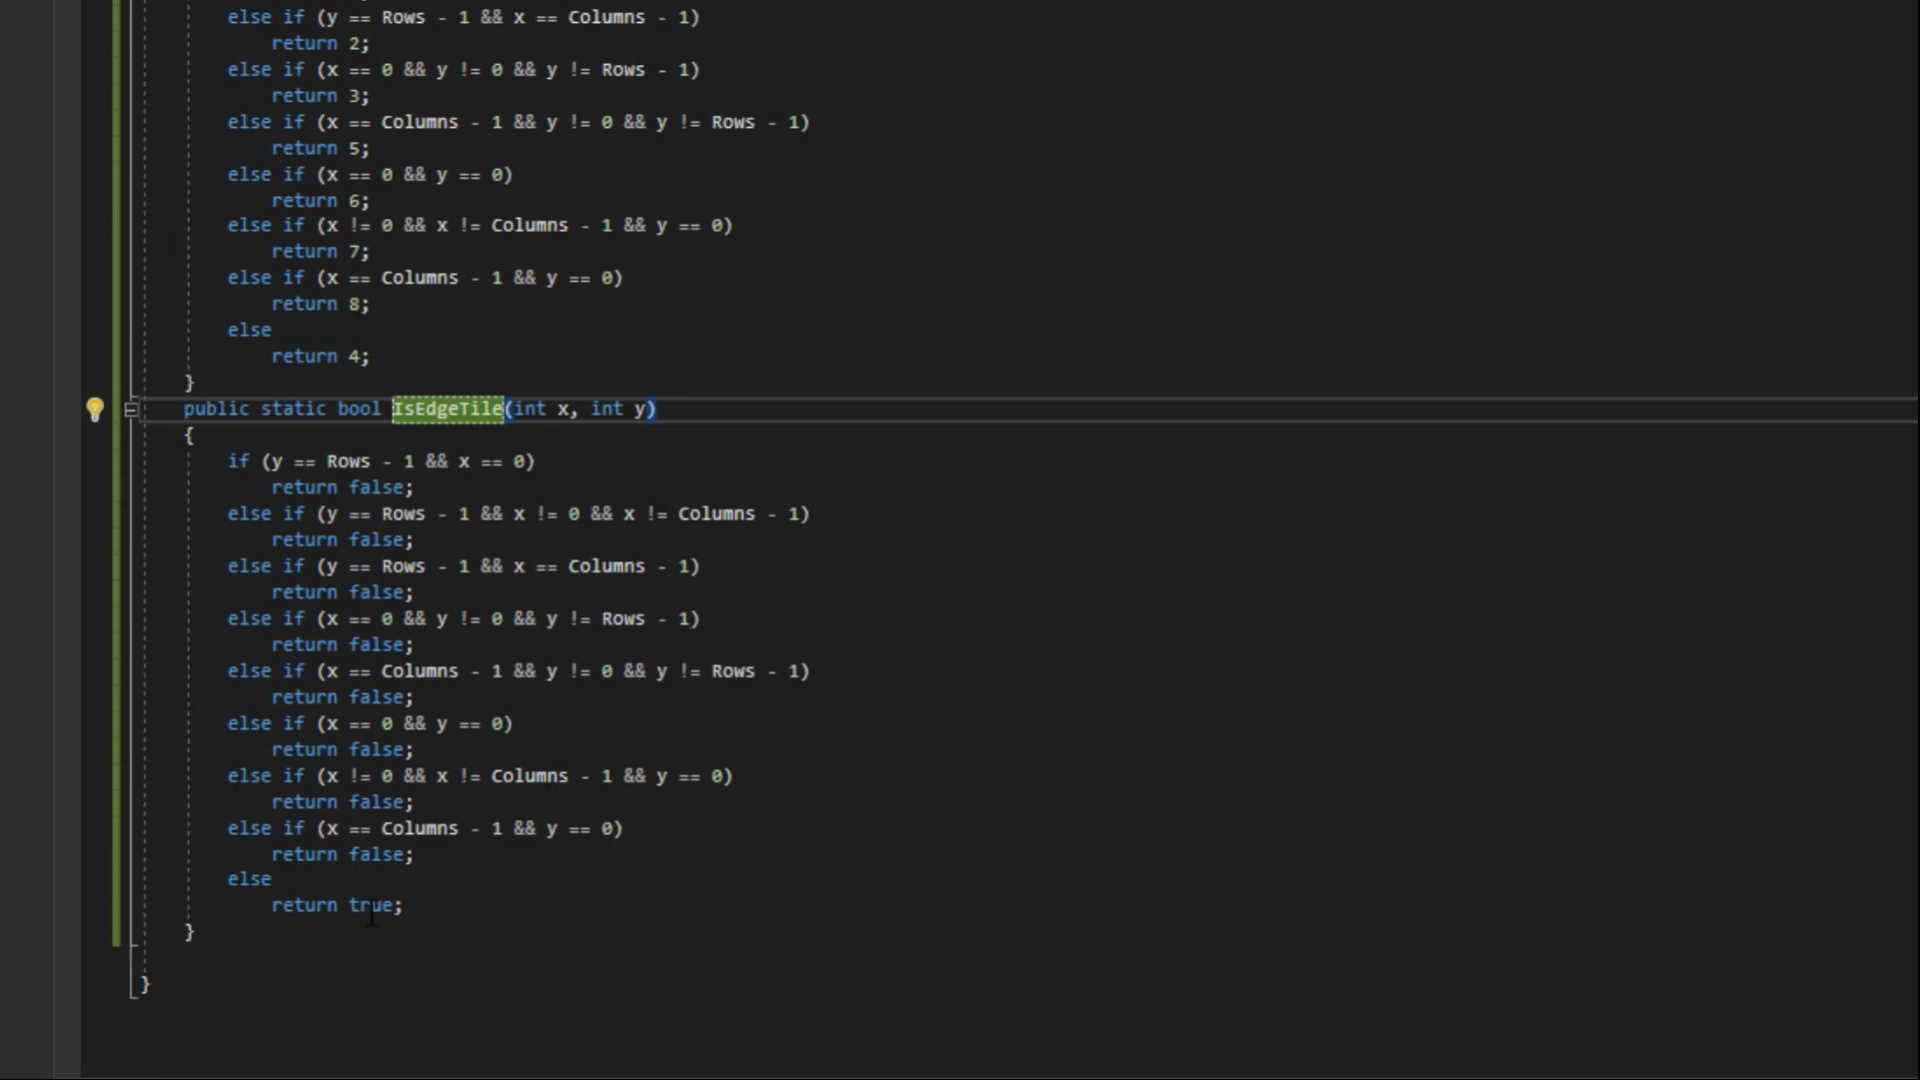 else if (y == Rows - 1 && x == Columns - 1)
return 2;
else if (x == 0 && y != 0 && y != Rows - 1)
return 3;
else if (x == Columns - 1 && y != 0 && y != Rows - 1)
return 5;
else if (x == 0 && y == 0)
return 6;
else if (x != 0 && x != Columns - 1 && y == 0)
return 7;
else if (x == Columns - 1 && y == 0)
return 8;
else
return 4;
}
public static bool IsEdgeTile(int x, int y)
{
if (y == Rows - 1 && x == 0)
return false;
else if (y == Rows - 1 && x != 0 && x != Columns - 1)
return false;
else if (y == Rows - 1 && x == Columns - 1)
return false;
else if (x == 0 && y != 0 && y != Rows - 1)
return false;
else if (x == Columns - 1 && y != 0 && y != Rows - 1)
return false;
else if (x == 0 && y == 0)
return false;
else if (x != 0 && x != Columns - 1 && y == 0)
return false;
else if (x == Columns - 1 && y == 0)
return false;
else
return true;
}
}